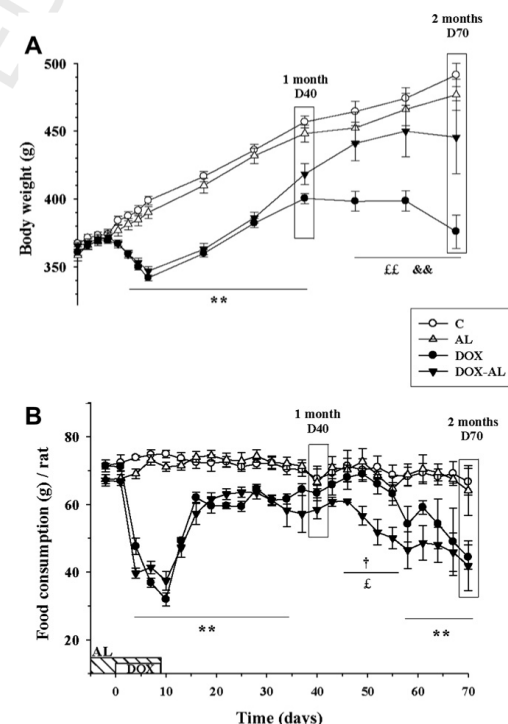 A
2 months
D70
1 month
D40
500
450
400
350
Body weight (g)
**
££ &&
C
AL
DOX
DOX-AL
B
1 month
D40
2 months
D70
80
60
40
20
Food consumption (g) / rat
†
£
**
**
AL
DOX
0 10 20 30 40 50 60 70
Time (days)